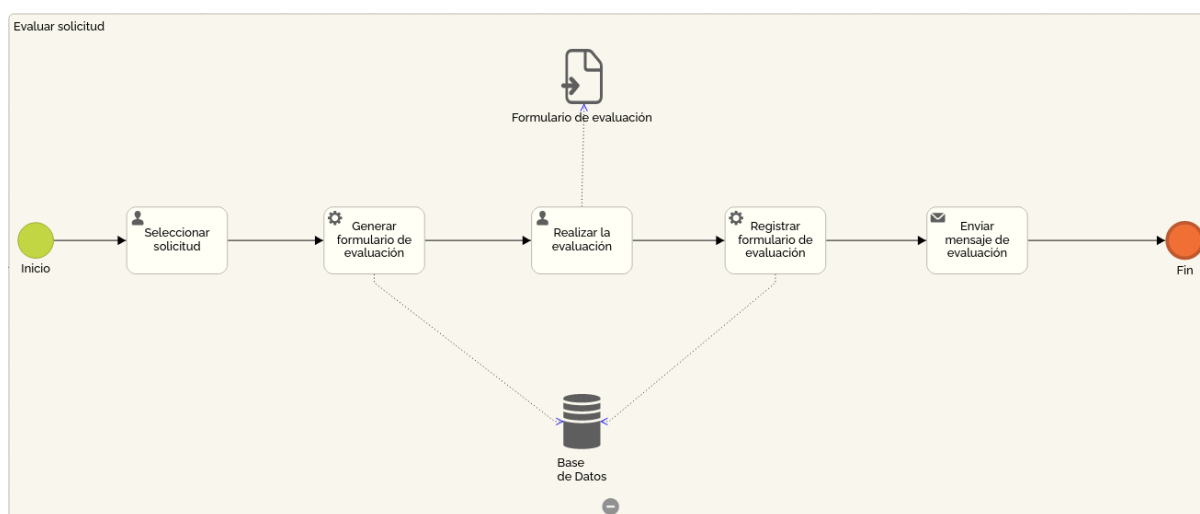 Evaluar solicitud
Formulario de evaluación
Inicio
Seleccionar
solicitud
Generar
formulario de
evaluación
Realizar la
evaluación
Registrar
formulario de
evaluación
Enviar
mensaje de
evaluación
Fin
Base
de Datos